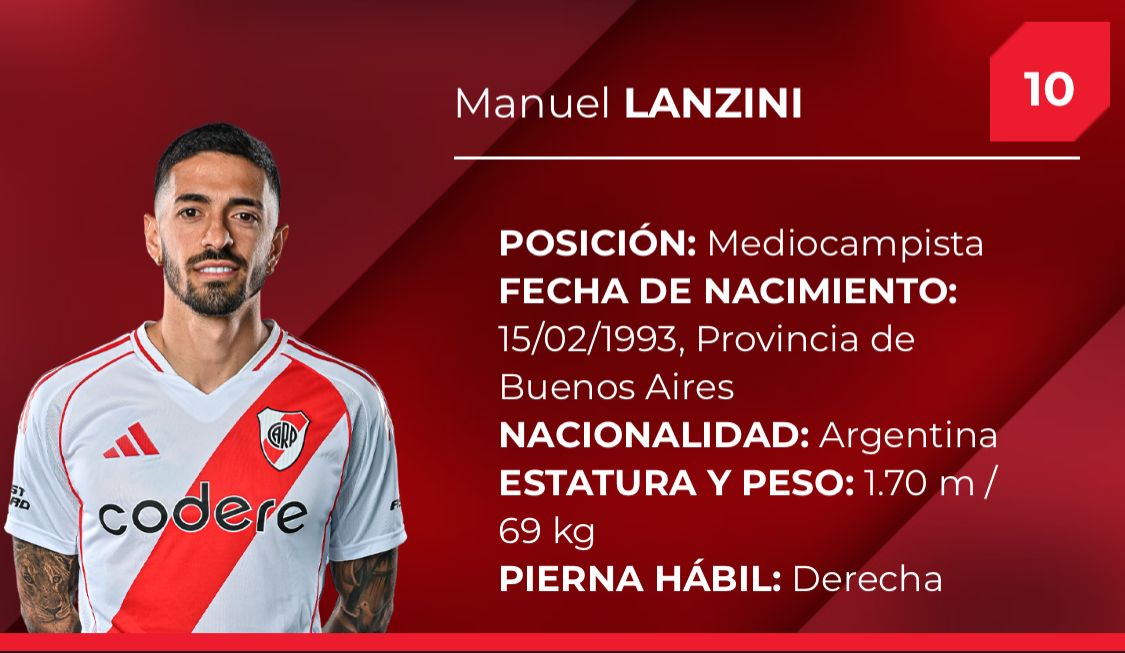 Manuel LANZINI
10
POSICIÓN: Mediocampista
FECHA DE NACIMIENTO:
15/02/1993, Provincia de
Buenos Aires
NACIONALIDAD: Argentina
ESTATURA Y PESO: 1.70 m /
69 kg
PIERNA HÁBIL: Derecha
CARP
codere